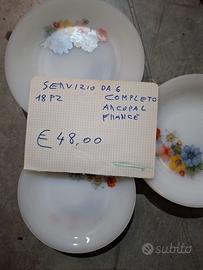 SERVIZIO DA 6
18 PZ COMPLETO
ARCOPAL
FRANCE
€ 48,00
subito